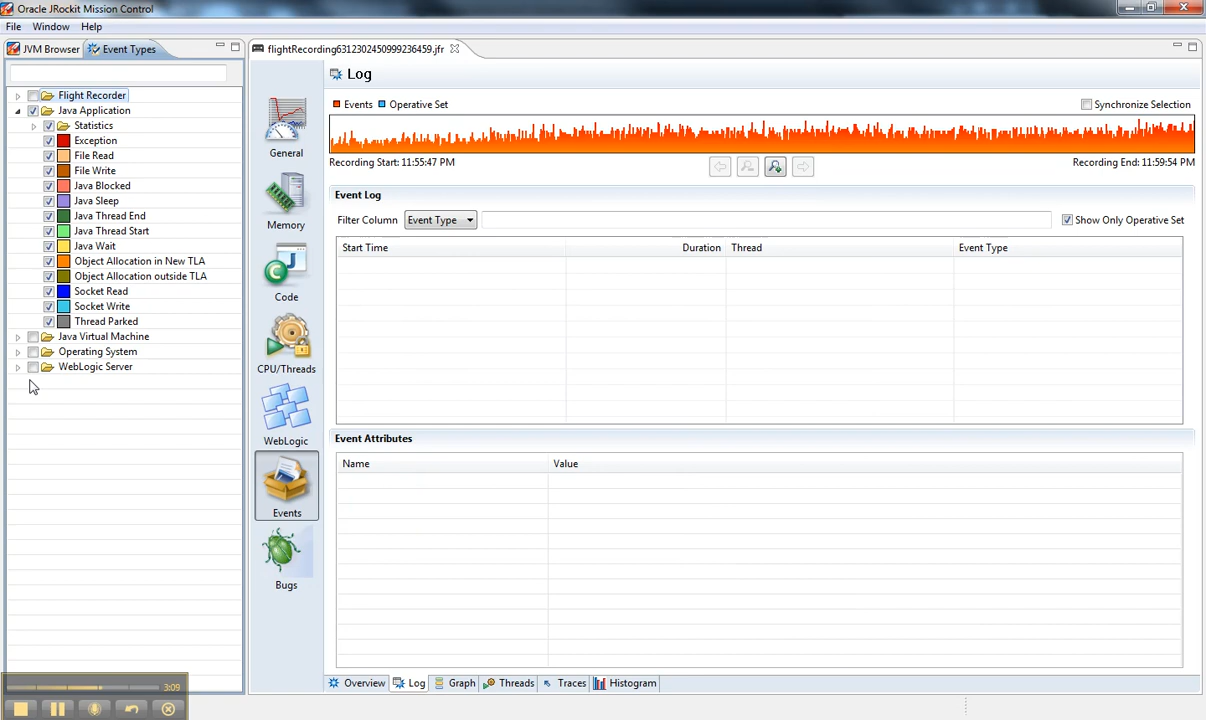 Oracle JRockit Mission Control
File Window Help
JVM Browser Event Types
flightRecording6312302450999236459.jfr
Flight Recorder
Java Application
Statistics
Exception
File Read
File Write
Java Blocked
Java Sleep
Java Thread End
Java Thread Start
Java Wait
Object Allocation in New TLA
Object Allocation outside TLA
Socket Read
Socket Write
Thread Parked
Java Virtual Machine
Operating System
WebLogic Server
General
Memory
Code
CPU/Threads
WebLogic
Events
Bugs
Log
Events Operative Set Synchronize Selection
Recording Start: 11:55:47 PM Recording End: 11:59:54 PM
Event Log
Filter Column Event Type Show Only Operative Set
Start Time Duration Thread Event Type
Event Attributes
Name Value
Overview Log Graph Threads Traces Histogram
3:09